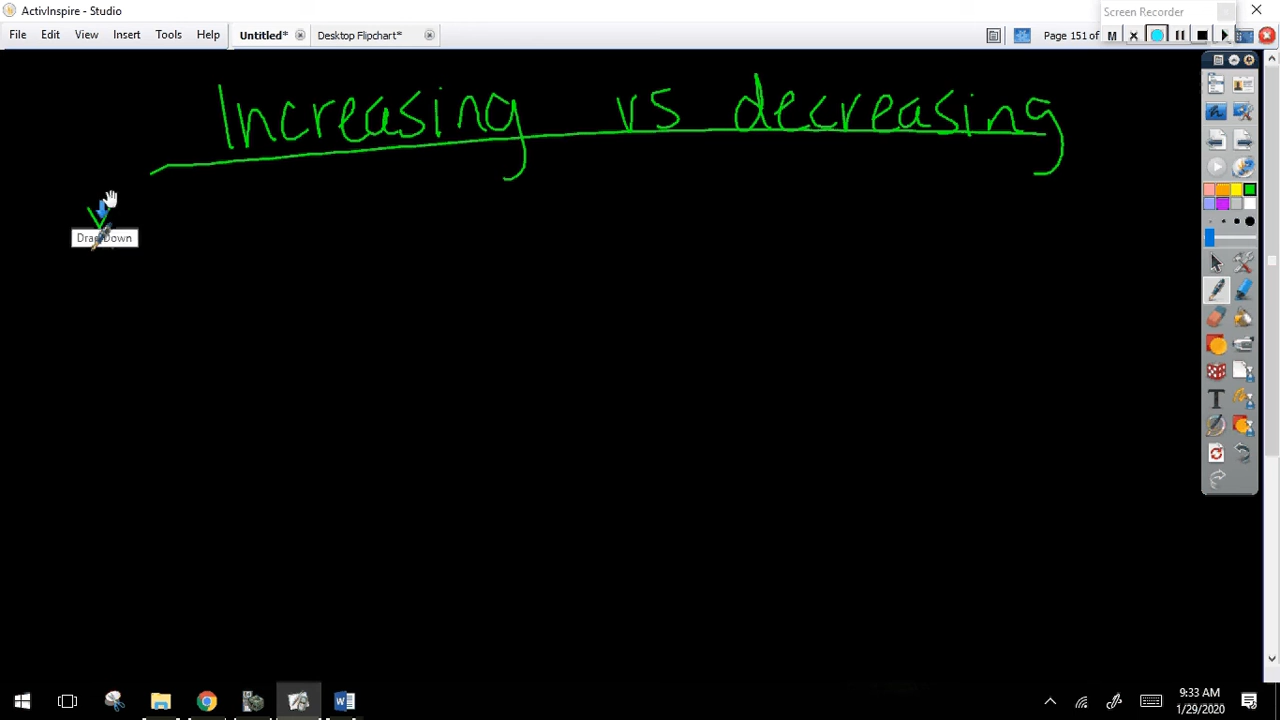 ActivInspire - Studio
Screen Recorder
File Edit View Insert Tools Help Untitled* Desktop Flipchart* Page 151 of
Increasing vs decreasing
Drag Down
9:33 AM
1/29/2020